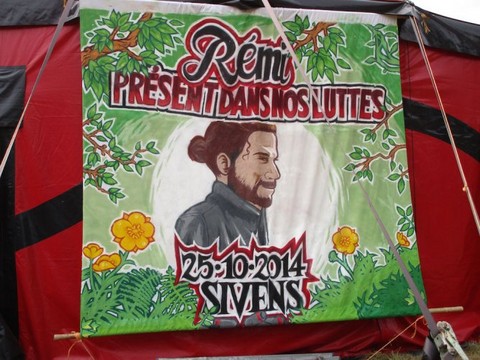 Rémi
PRÉSENT DANS NOS LUTTES
25-10-2014
SIVENS